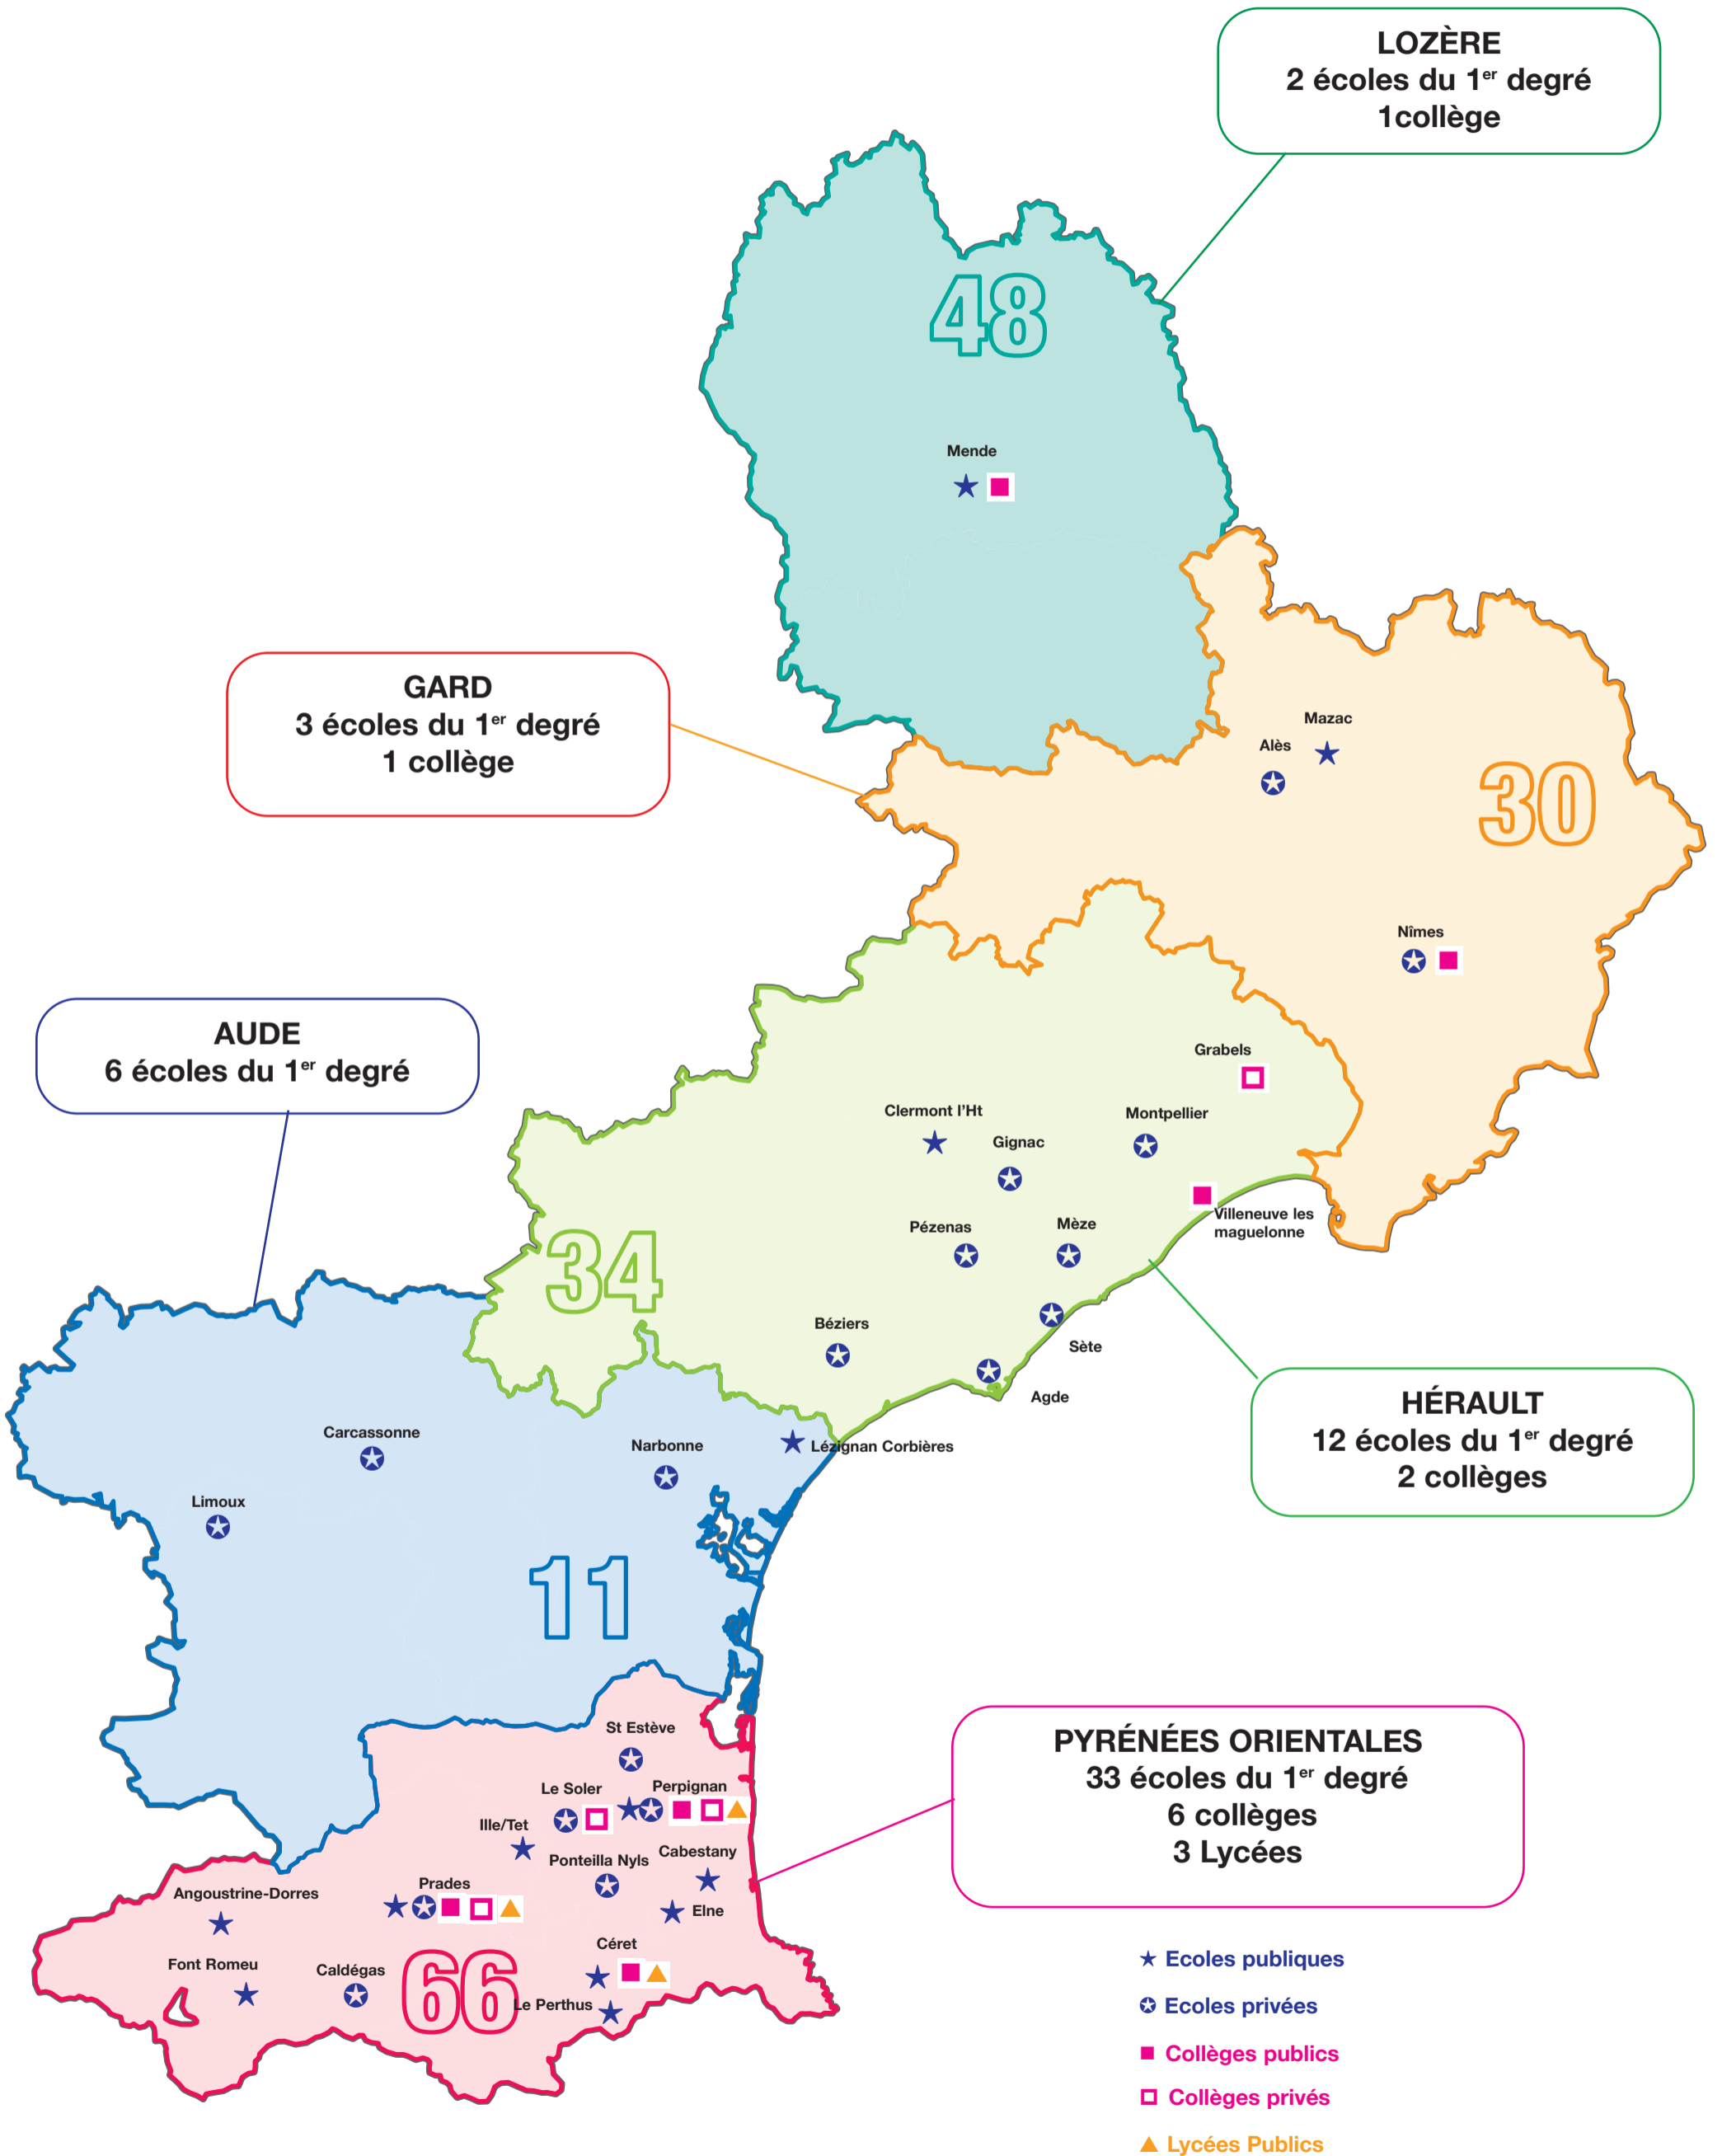 LOZÈRE
2 écoles du 1er degré
1collège
48
Mende
GARD
3 écoles du 1er degré
1 collège
Mazac
Alès
30
Nîmes
AUDE
6 écoles du 1er degré
Grabels
Clermont l'Ht
Montpellier
Gignac
Villeneuve les
maguelonne
Pézenas
Mèze
34
Béziers
Sète
Agde
HÉRAULT
12 écoles du 1er degré
2 collèges
Carcassonne
Narbonne
Lézignan Corbières
Limoux
11
PYRÉNÉES ORIENTALES
33 écoles du 1er degré
6 collèges
3 Lycées
St Estève
Le Soler
Perpignan
Ille/Tet
Ponteilla Nyls
Cabestany
Prades
Angoustrine-Dorres
Elne
Céret
Font Romeu
Caldégas
66
Le Perthus
Ecoles publiques
Ecoles privées
Collèges publics
Collèges privés
Lycées Publics